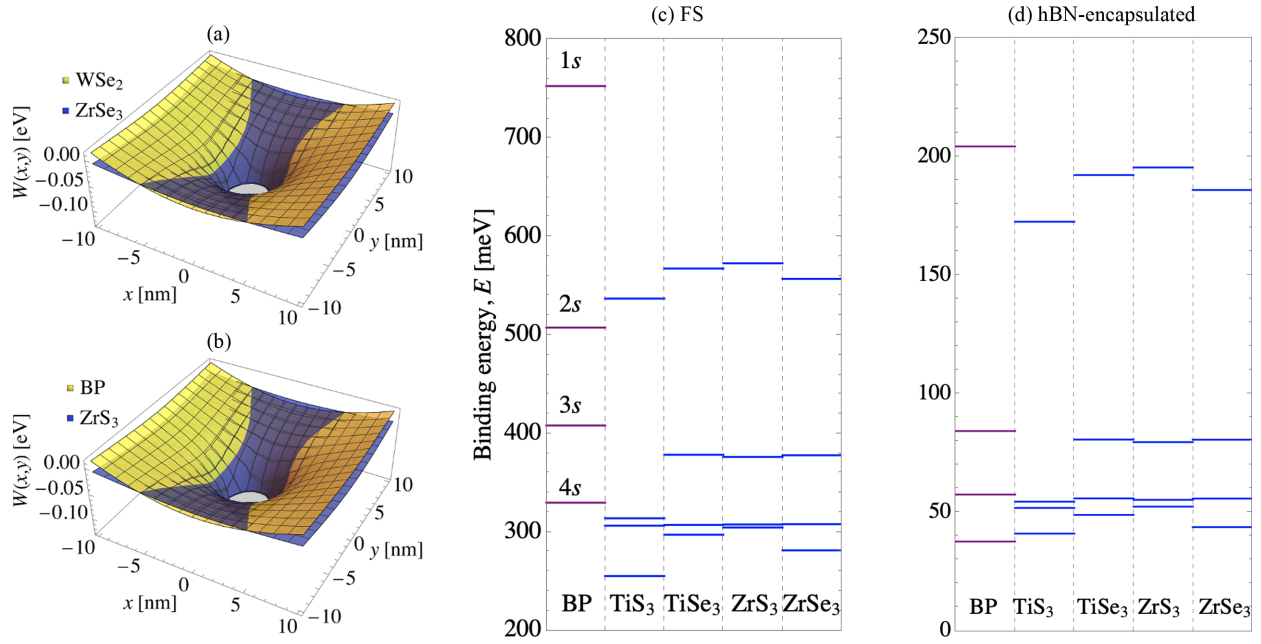 (a)
WSe₂
ZrSe₃
W(x,y) [eV]
0.00
−0.05
−0.10
−10
−5
0
5
10
x [nm]
10
5
0
−5
−10
y [nm]
(b)
BP
ZrS₃
W(x,y) [eV]
0.00
−0.05
−0.10
−10
−5
0
5
10
x [nm]
10
5
0
−5
−10
y [nm]
(c) FS
Binding energy, E [meV]
800
700
600
500
400
300
200
1s
2s
3s
4s
BP TiS₃ TiSe₃ ZrS₃ ZrSe₃
(d) hBN-encapsulated
250
200
150
100
50
0
BP TiS₃ TiSe₃ ZrS₃ ZrSe₃